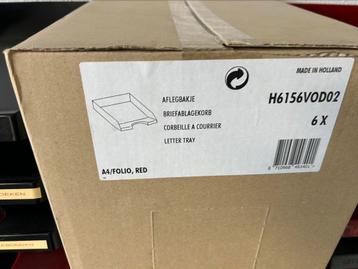 MADE IN HOLLAND
AFLEGBAKJE
BRIEFABLAGEKORB
CORBEILLE A COURRIER
LETTER TRAY
H6156VOD02
6 X
A4/FOLIO, RED